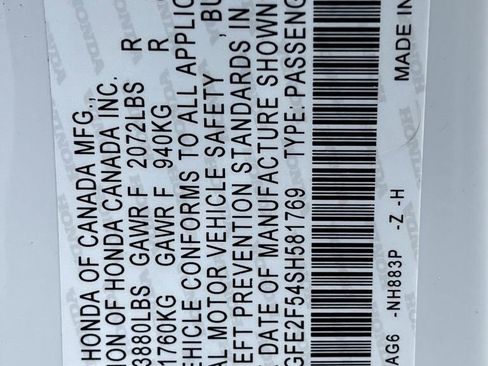 HONDA OF CANADA MFG.,
ION OF HONDA CANADA INC.
3880LBS GAWR F 2072LBS R
1760KG GAWR F 940KG R
EHICLE CONFORMS TO ALL APPLIC
AL MOTOR VEHICLE SAFETY, BU
EFT PREVENTION STANDARDS, IN
DATE OF MANUFACTURE SHOWN
GFE2F54SH581769 TYPE: PASSENG
AG6 -NH883P -Z -H MADE IN